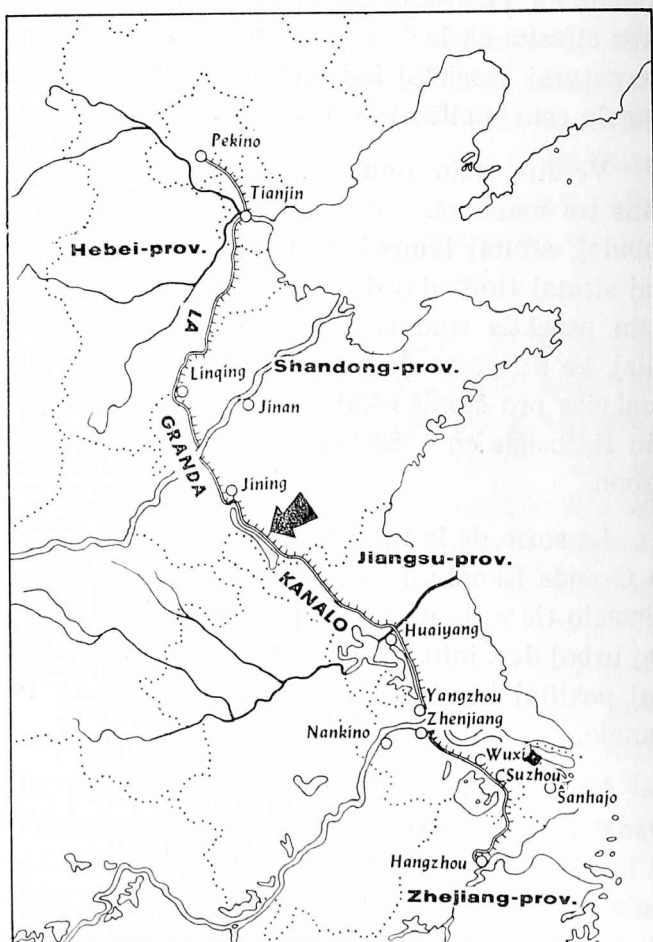 Pekino
Tianjin
Hebei-prov.
LA
Linqing
Shandong-prov.
Jinan
GRANDA
Jining
Jiangsu-prov.
KANALO
Huaiyang
Yangzhou
Zhenjiang
Nankino
Wuxi
Suzhou
Ŝanhajo
Hangzhou
Zhejiang-prov.